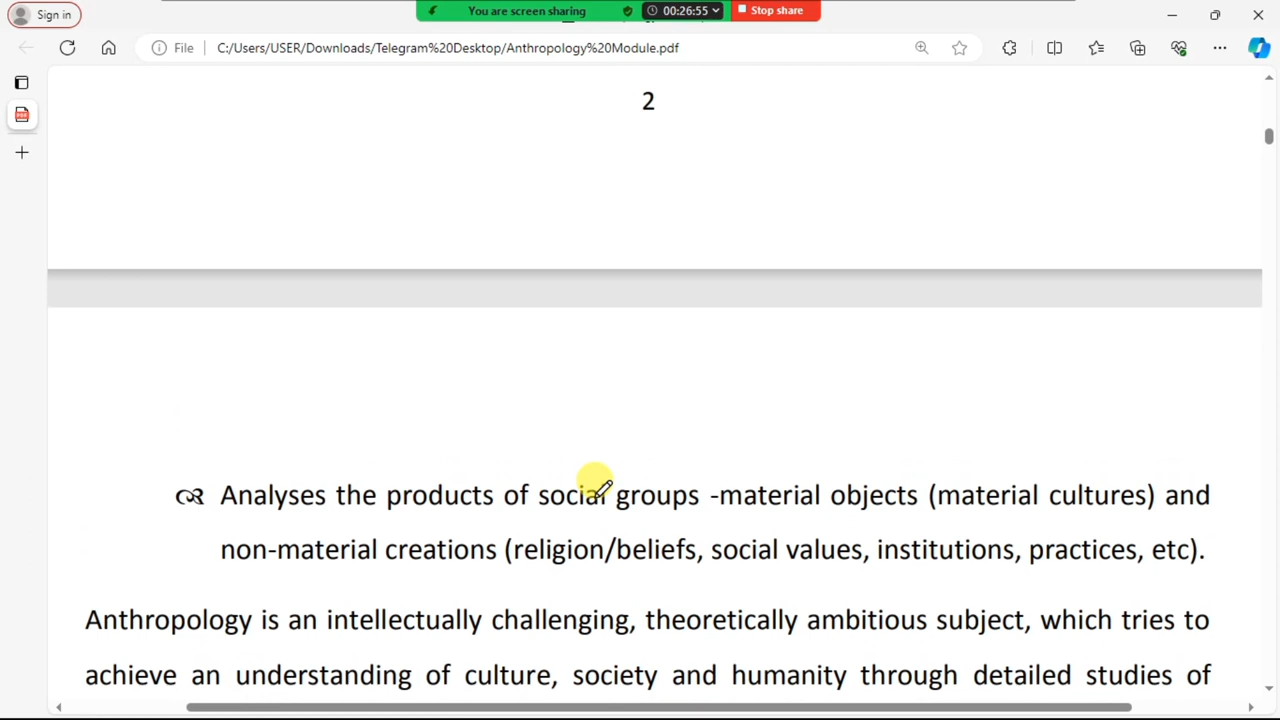 Sign in
You are screen sharing
00:26:55
Stop share
File
C:/Users/USER/Downloads/Telegram%20Desktop/Anthropology%20Module.pdf
2
Analyses the products of social groups -material objects (material cultures) and
non-material creations (religion/beliefs, social values, institutions, practices, etc).
Anthropology is an intellectually challenging, theoretically ambitious subject, which tries to
achieve an understanding of culture, society and humanity through detailed studies of